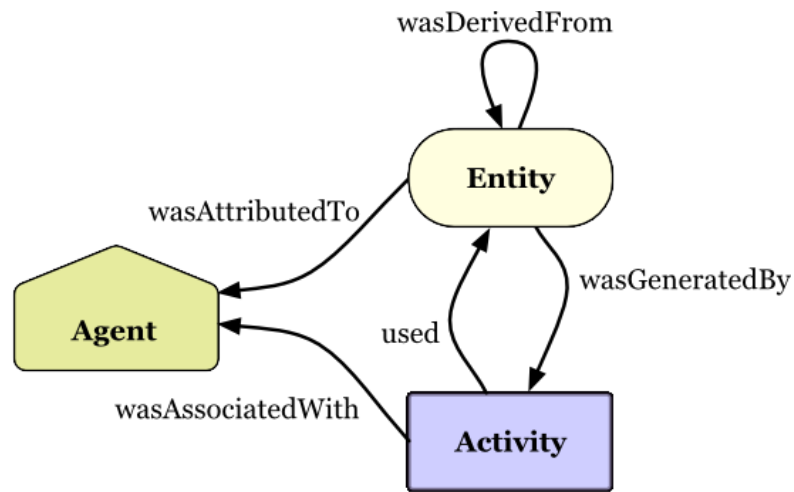 wasDerivedFrom
Entity
wasAttributedTo
wasGeneratedBy
Agent
used
wasAssociatedWith
Activity